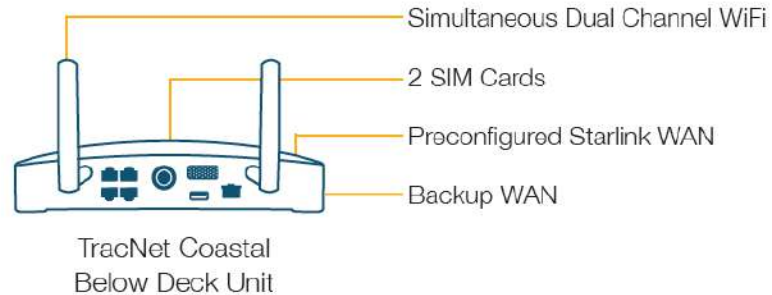 Simultaneous Dual Channel WiFi
2 SIM Cards
Preconfigured Starlink WAN
Backup WAN
TracNet Coastal
Below Deck Unit